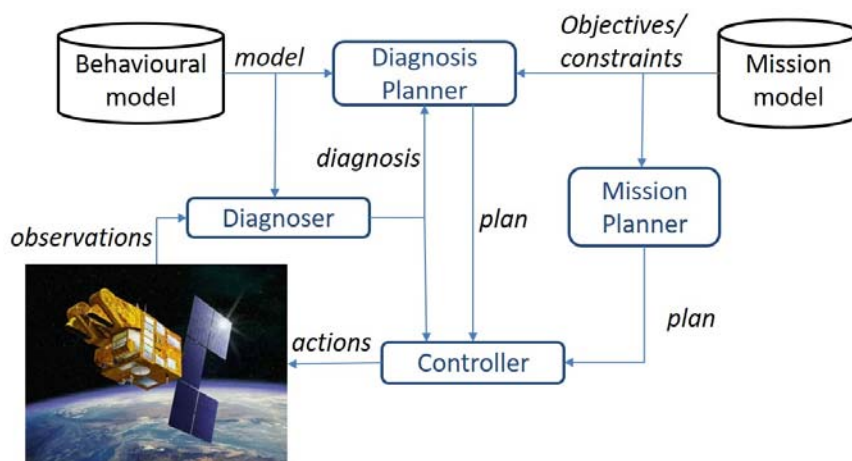 Behavioural
model
model
Diagnosis
Planner
Objectives/
constraints
Mission
model
diagnosis
Diagnoser
plan
Mission
Planner
observations
plan
actions
Controller